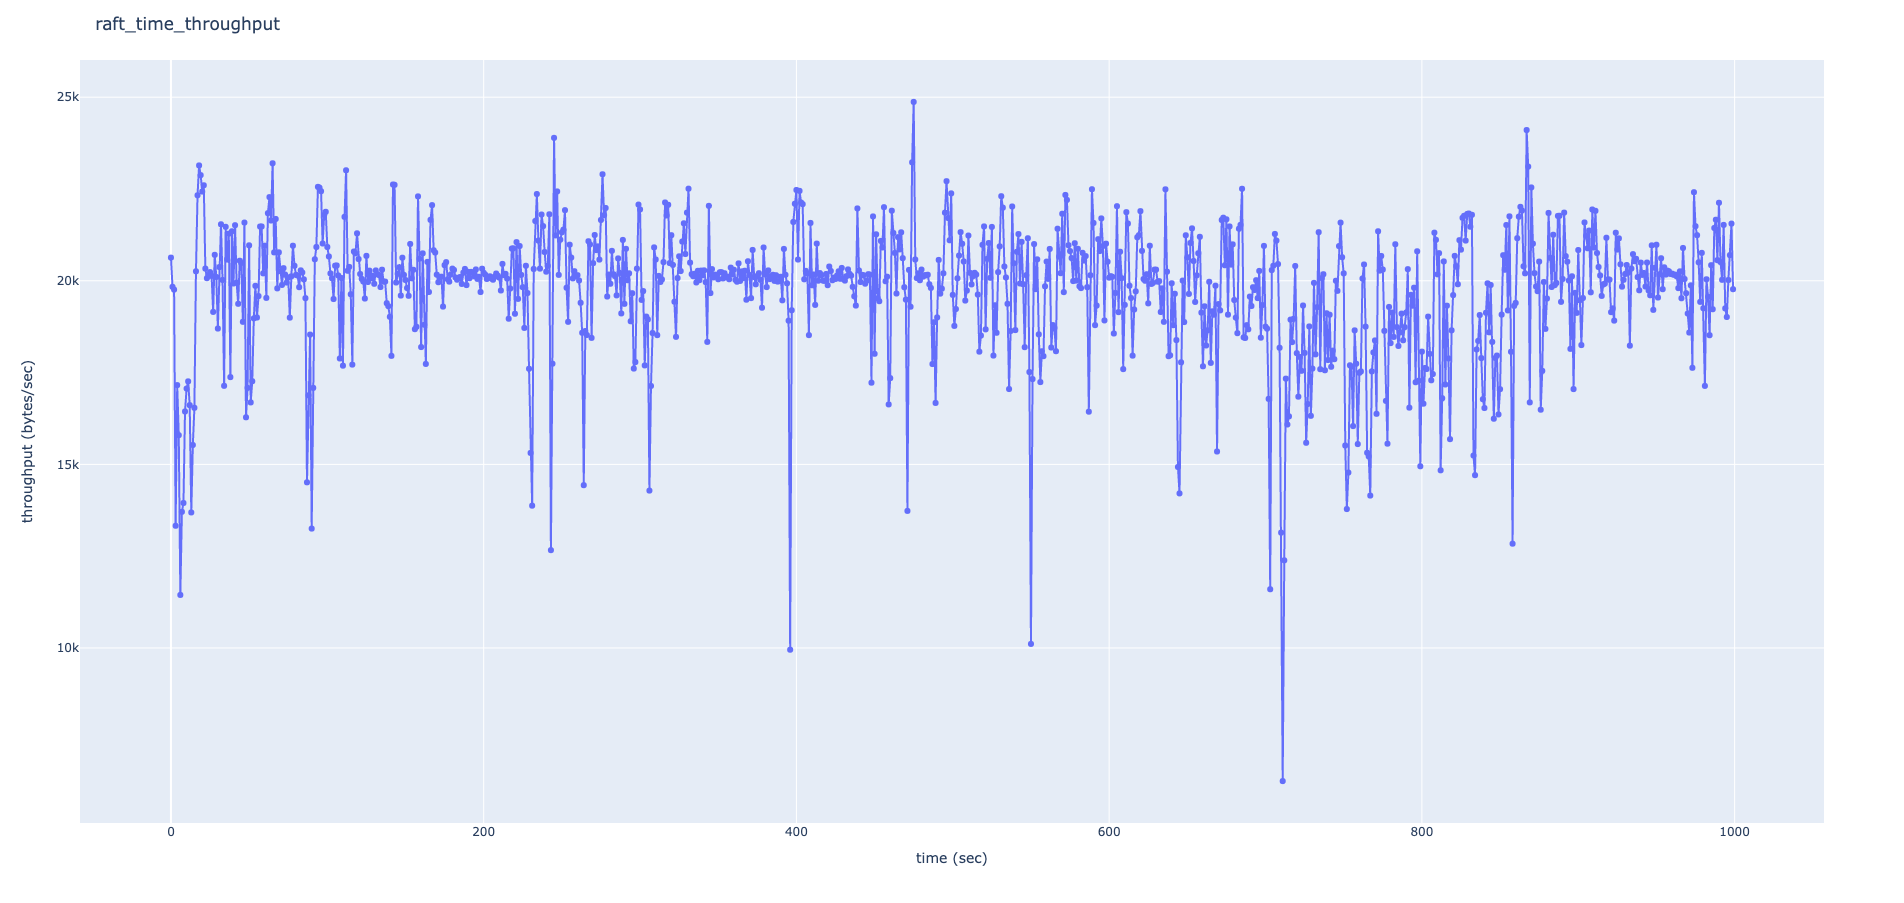 raft_time_throughput
25k
20k
15k
10k
throughput (bytes/sec)
0
200
400
600
800
1000
time (sec)